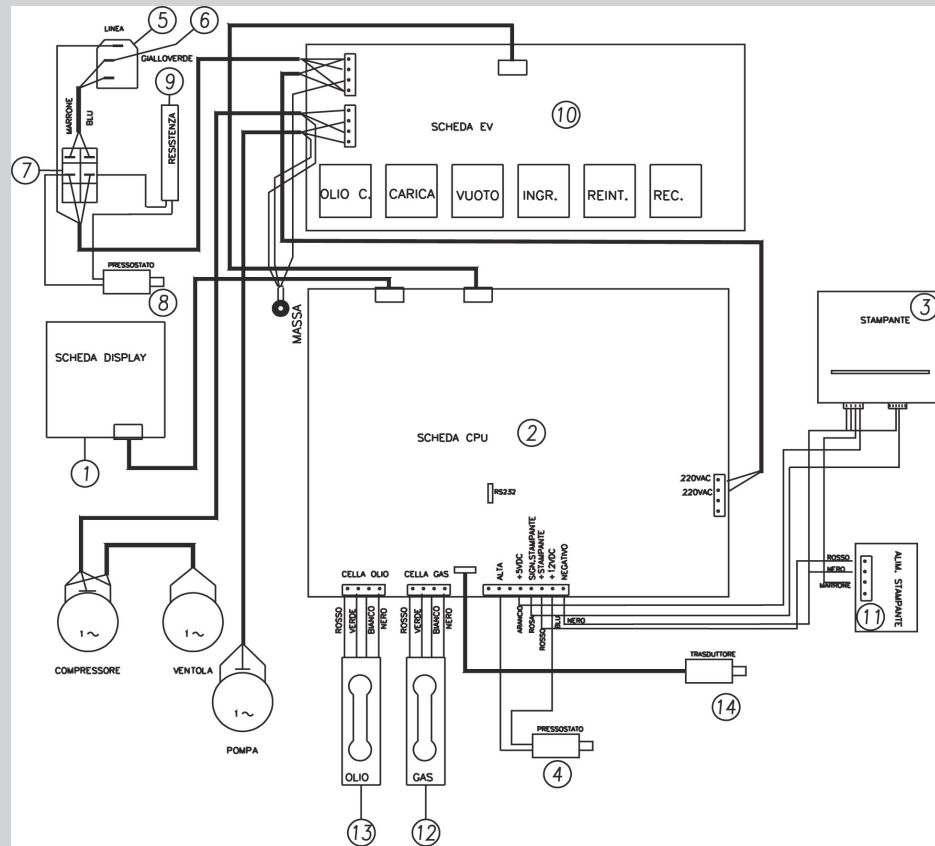 LINEA
5
6
GIALLOVERDE
9
MARRONE
BLU
RESISTENZA
7
PRESSOSTATO
8
SCHEDA EV
10
OLIO C.
CARICA
VUOTO
INGR.
REINT.
REC.
MASSA
SCHEDA DISPLAY
1
SCHEDA CPU
2
RS232
220VAC
220VAC
STAMPANTE
3
ROSSO
NERO
MARRONE
ALIM. STAMPANTE
11
CELLA OLIO
CELLA GAS
ALTA
+5VDC
SIGN.STAMPANTE
+STAMPANTE
+12VDC
NEGATIVO
ROSSO
VERDE
BIANCO
NERO
ROSSO
VERDE
BIANCO
NERO
ARANCIO
ROSA
ROSSO
BLU
NERO
1~
COMPRESSORE
1~
VENTOLA
1~
POMPA
TRASDUTTORE
14
PRESSOSTATO
4
OLIO
GAS
13
12